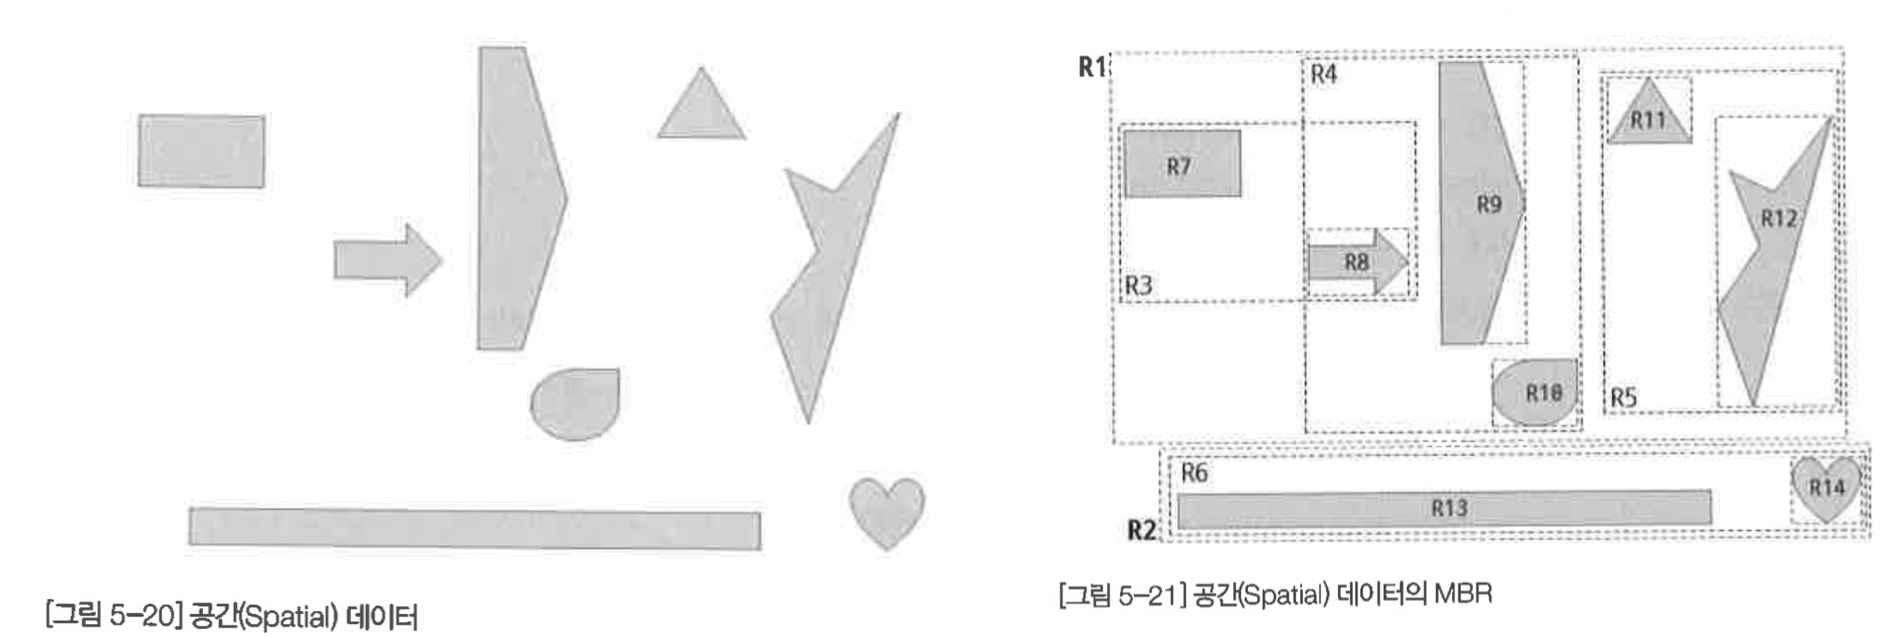 [그림 5-20] 공간(Spatial) 데이터
R1
R4
R11
R7
R9
R12
R8
R3
R10
R5
R6
R14
R13
R2
[그림 5-21] 공간(Spatial) 데이터의 MBR